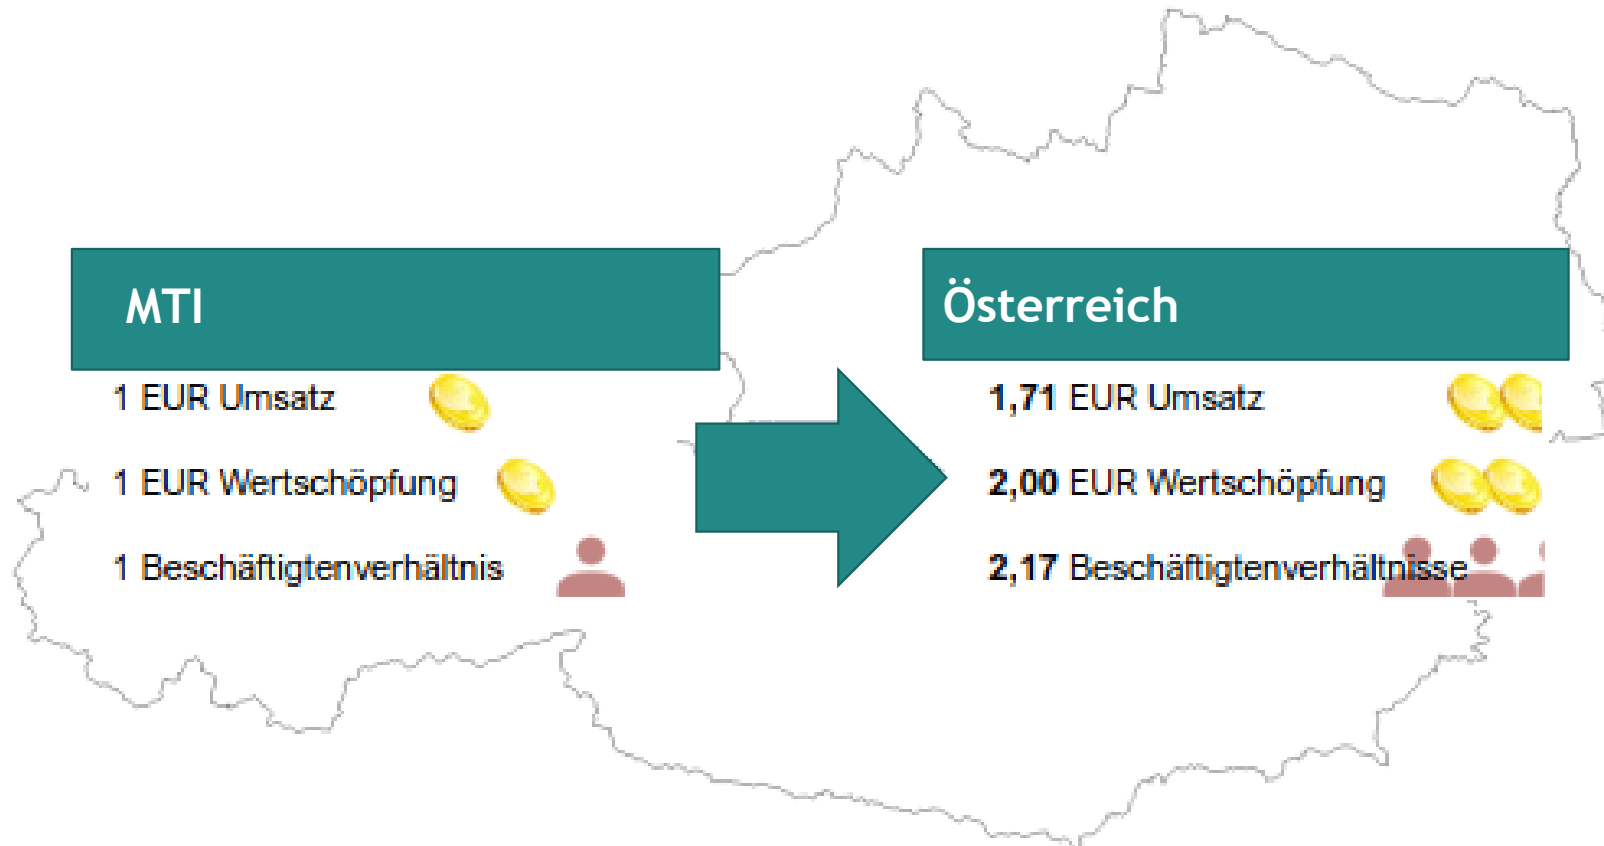 MTI
1 EUR Umsatz
1 EUR Wertschöpfung
1 Beschäftigtenverhältnis
Österreich
1,71 EUR Umsatz
2,00 EUR Wertschöpfung
2,17 Beschäftigtenverhältnisse